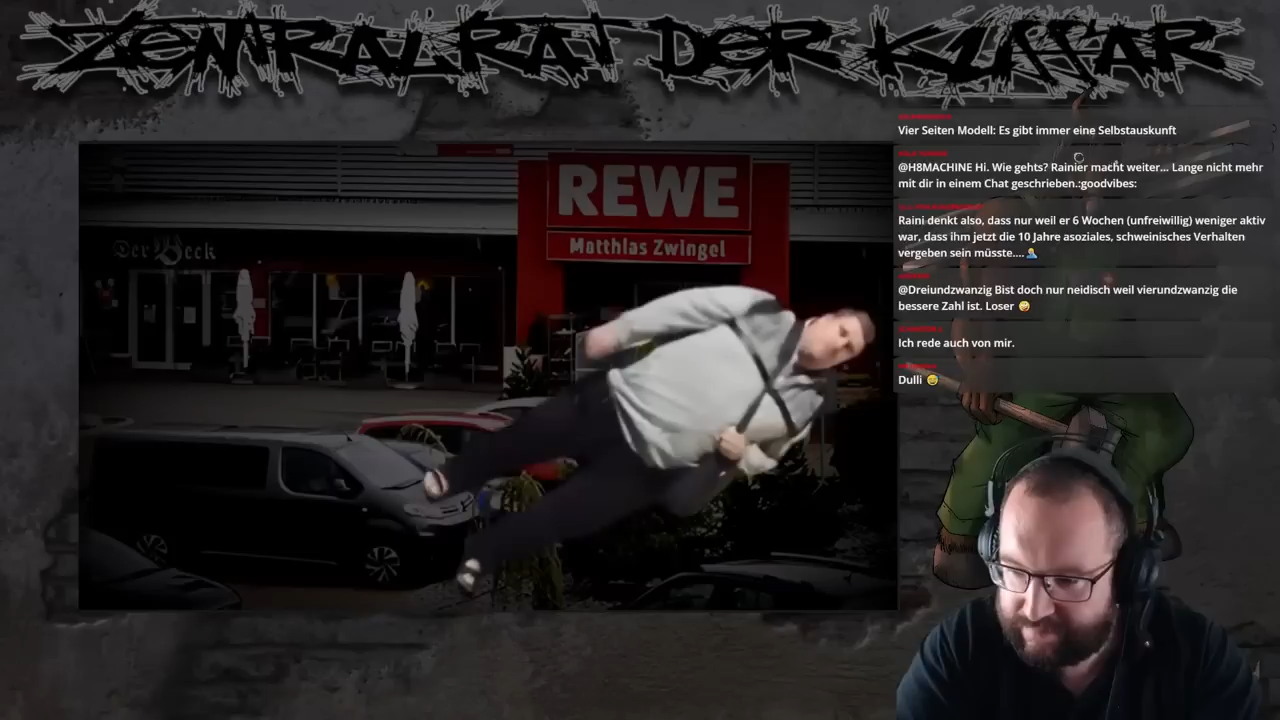 ZENTRALRAT DER KUFFAR
Vier Seiten Modell: Es gibt immer eine Selbstauskunft
@H8MACHINE Hi. Wie gehts? Rainier macht weiter... Lange nicht mehr
mit dir in einem Chat geschrieben.:goodvibes:
Raini denkt also, dass nur weil er 6 Wochen (unfreiwillig) weniger aktiv
war, dass ihm jetzt die 10 Jahre asoziales, schweinisches Verhalten
vergeben sein müsste.... 🤦
@Dreiundzwanzig Bist doch nur neidisch weil vierundzwanzig die
bessere Zahl ist. Loser 🤪
Ich rede auch von mir.
Dulli 😅
REWE
Matthias Zwingel
Der Beck